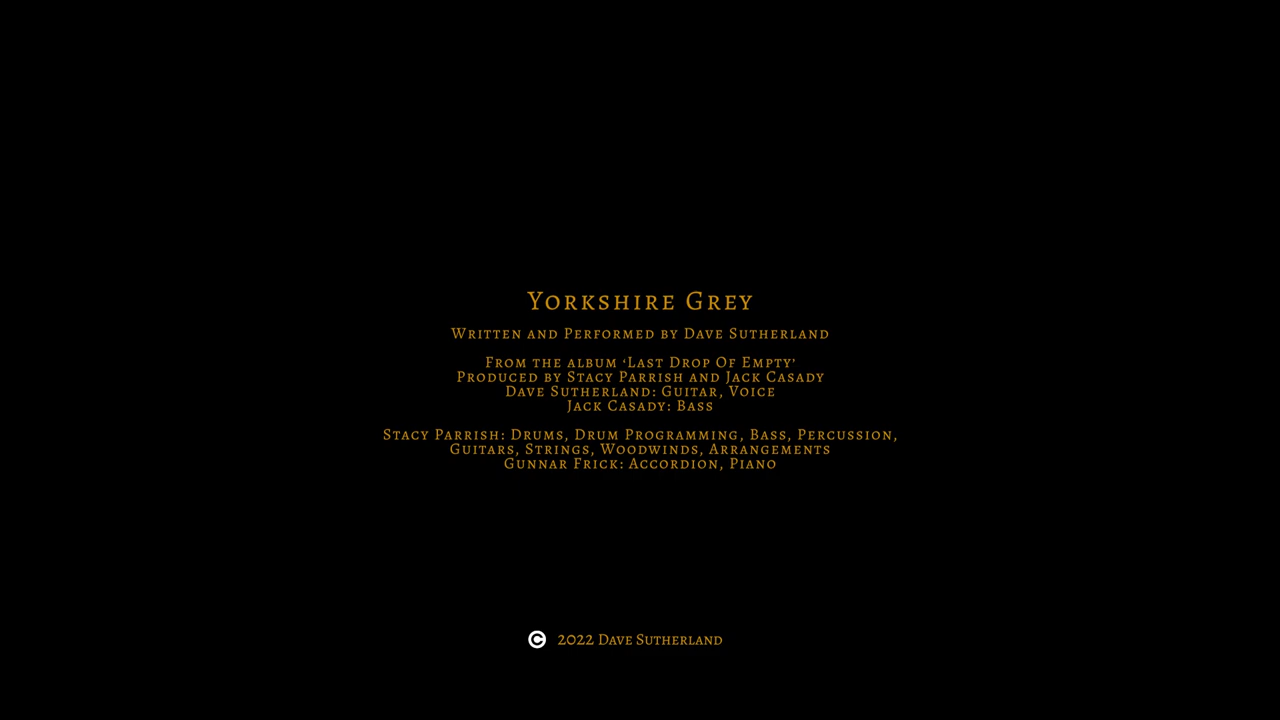 Yorkshire Grey
Written and Performed by Dave Sutherland
From the album ‘Last Drop Of Empty’
Produced by Stacy Parrish and Jack Casady
Dave Sutherland: Guitar, Voice
Jack Casady: Bass
Stacy Parrish: Drums, Drum Programming, Bass, Percussion,
Guitars, Strings, Woodwinds, Arrangements
Gunnar Frick: Accordion, Piano
© 2022 Dave Sutherland